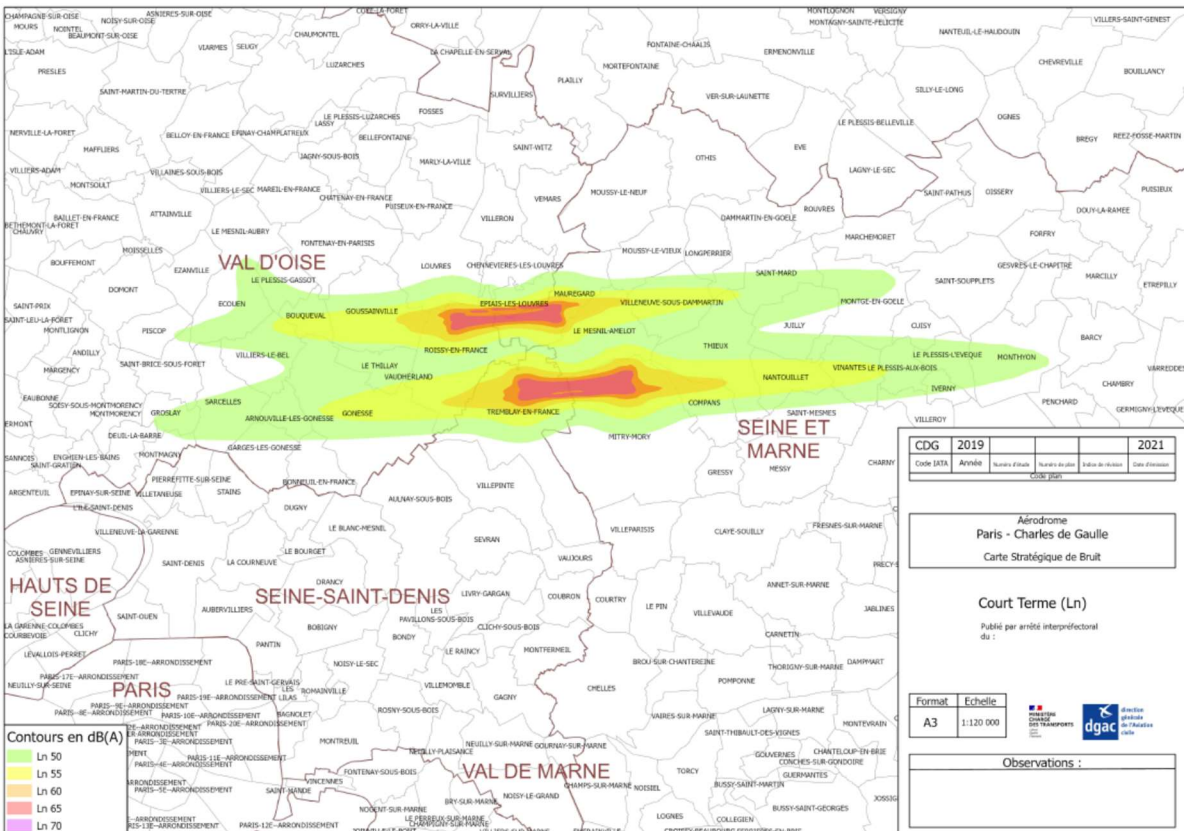 CHAMPAGNE-SUR-OISE
ASNIERES-SUR-OISE
COYE-LA-FORET
MONTLOGNON
VERSIGNY
MOURS
NOINTEL
NOISY-SUR-OISE
ORRY-LA-VILLE
MONTAGNY-SAINTE-FELICITE
VILLERS-SAINT-GENEST
BEAUMONT-SUR-OISE
CHAUMONTEL
NANTEUIL-LE-HAUDOUIN
L'ISLE-ADAM
VIARMES
SEUGY
LA CHAPELLE-EN-SERVAL
FONTAINE-CHAALIS
ERMENONVILLE
PRESLES
LUZARCHES
MORTEFONTAINE
CHEVREVILLE
BOUILLANCY
PLAILLY
SAINT-MARTIN-DU-TERTRE
SURVILLIERS
VER-SUR-LAUNETTE
SILLY-LE-LONG
FOSSES
LE PLESSIS-LUZARCHES
LASSY
OGNES
NERVILLE-LA-FORET
BELLOY-EN-FRANCE
EPINAY-CHAMPLATREUX
BELLEFONTAINE
LE PLESSIS-BELLEVILLE
BREGY
REEZ-FOSSE-MARTIN
MAFFLIERS
JAGNY-SOUS-BOIS
MARLY-LA-VILLE
SAINT-WITZ
OTHIS
EVE
VILLIERS-ADAM
VILLAINES-SOUS-BOIS
LAGNY-LE-SEC
MONTSOULT
VILLIERS-LE-SEC
MAREIL-EN-FRANCE
CHATENAY-EN-FRANCE
PUISEUX-EN-FRANCE
VEMARS
MOUSSY-LE-NEUF
SAINT-PATHUS
OISSERY
PUISIEUX
BAILLET-EN-FRANCE
ATTAINVILLE
VILLERON
DAMMARTIN-EN-GOELE
ROUVRES
DOUY-LA-RAMEE
BETHEMONT-LA-FORET
CHAUVRY
LE MESNIL-AUBRY
FONTENAY-EN-PARISIS
MARCHEMORET
FORFRY
MOISSELLES
MOUSSY-LE-VIEUX
LONGPERRIER
BOUFFEMONT
VAL D'OISE
LOUVRES
CHENNEVIERES-LES-LOUVRES
GESVRES-LE-CHAPITRE
MARCILLY
EZANVILLE
LE PLESSIS-GASSOT
SAINT-MARD
SAINT-SOUPPLETS
ETREPILLY
DOMONT
MAUREGARD
SAINT-PRIX
ECOUEN
EPIAIS-LES-LOUVRES
VILLENEUVE-SOUS-DAMMARTIN
MONTGE-EN-GOELE
BOUQUEVAL
GOUSSAINVILLE
SAINT-LEU-LA-FORET
MONTLIGNON
PISCOP
LE MESNIL-AMELOT
JUILLY
CUISY
BARCY
ANDILLY
VILLIERS-LE-BEL
ROISSY-EN-FRANCE
THIEUX
LE PLESSIS-L'EVEQUE
MONTHYON
MARGENCY
SAINT-BRICE-SOUS-FORET
LE THILLAY
VAUDHERLAND
NANTOUILLET
VINANTES
LE PLESSIS-AUX-BOIS
VARREDDES
CHAMBRY
EAUBONNE
IVERNY
SOISY-SOUS-MONTMORENCY
MONTMORENCY
SARCELLES
COMPANS
PENCHARD
GERMIGNY-L'EVEQUE
GROSLAY
ARNOUVILLE-LES-GONESSE
GONESSE
TREMBLAY-EN-FRANCE
SAINT-MESMES
VILLEROY
ERMONT
DEUIL-LA-BARRE
MITRY-MORY
SEINE ET
MARNE
MONTMAGNY
GARGES-LES-GONESSE
SANNOIS
ENGHIEN-LES-BAINS
SAINT-GRATIEN
CHARNY
PIERREFITTE-SUR-SEINE
BONNEUIL-EN-FRANCE
VILLEPINTE
GRESSY
MESSY
ARGENTEUIL
EPINAY-SUR-SEINE
VILLETANEUSE
STAINS
AULNAY-SOUS-BOIS
L'ILE-SAINT-DENIS
DUGNY
VILLENEUVE-LA-GARENNE
LE BLANC-MESNIL
VILLEPARISIS
CLAYE-SOUILLY
FRESNES-SUR-MARNE
SEVRAN
COLOMBES
GENNEVILLIERS
ASNIERES-SUR-SEINE
SAINT-DENIS
LA COURNEUVE
LE BOURGET
VAUJOURS
HAUTS DE
SEINE
DRANCY
SEINE-SAINT-DENIS
LIVRY-GARGAN
COUBRON
COURTRY
LE PIN
VILLEVAUDE
ANNET-SUR-MARNE
JABLINES
AUBERVILLIERS
LES
PAVILLONS-SOUS-BOIS
SAINT-OUEN
LA GARENNE-COLOMBES
COURBEVOIE
CLICHY
BOBIGNY
BONDY
CLICHY-SOUS-BOIS
CARNETIN
PANTIN
LE RAINCY
MONTFERMEIL
LEVALLOIS-PERRET
PARIS-18E--ARRONDISSEMENT
NOISY-LE-SEC
BROU-SUR-CHANTEREINE
THORIGNY-SUR-MARNE
DAMPMART
PARIS-17E--ARRONDISSEMENT
LE PRE-SAINT-GERVAIS
POMPONNE
NEUILLY-SUR-SEINE
PARIS
PARIS-19E--ARRONDISSEMENT
LES
LILAS
ROMAINVILLE
VILLEMOMBLE
GAGNY
CHELLES
PARIS-9E--ARRONDISSEMENT
PARIS-8E--ARRONDISSEMENT
PARIS-10E--ARRONDISSEMENT
BAGNOLET
ROSNY-SOUS-BOIS
LAGNY-SUR-MARNE
VAIRES-SUR-MARNE
PARIS-20E--ARRONDISSEMENT
MONTEVRAIN
SAINT-THIBAULT-DES-VIGNES
PARIS-3E--ARRONDISSEMENT
MONTREUIL
NEUILLY-PLAISANCE
NEUILLY-SUR-MARNE
GOURNAY-SUR-MARNE
GOUVERNES
CHANTELOUP-EN-BRIE
CONCHES-SUR-GONDOIRE
PARIS-11E--ARRONDISSEMENT
FONTENAY-SOUS-BOIS
VAL DE MARNE
TORCY
GUERMANTES
VINCENNES
CHAMPS-SUR-MARNE
NOISIEL
BUSSY-SAINT-MARTIN
SAINT-MANDE
NOISY-LE-GRAND
BRY-SUR-MARNE
NOGENT-SUR-MARNE
BUSSY-SAINT-GEORGES
LE PERREUX-SUR-MARNE
LOGNES
COLLEGIEN
PARIS-12E--ARRONDISSEMENT
CHAMPIGNY-SUR-MARNE
Contours en dB(A)
Ln 50
Ln 55
Ln 60
Ln 65
Ln 70
CDG 2019 2021
Code IATA Année Numéro d'étude Numéro de plan Indice de révision Date d'émission
Code plan
Aérodrome
Paris - Charles de Gaulle
Carte Stratégique de Bruit
Court Terme (Ln)
Publié par arrêté interpréfectoral
du :
Format Echelle
A3 1:120 000
MINISTÈRE
CHARGÉ
DES TRANSPORTS
dgac
direction
générale
de l'Aviation
civile
Observations :